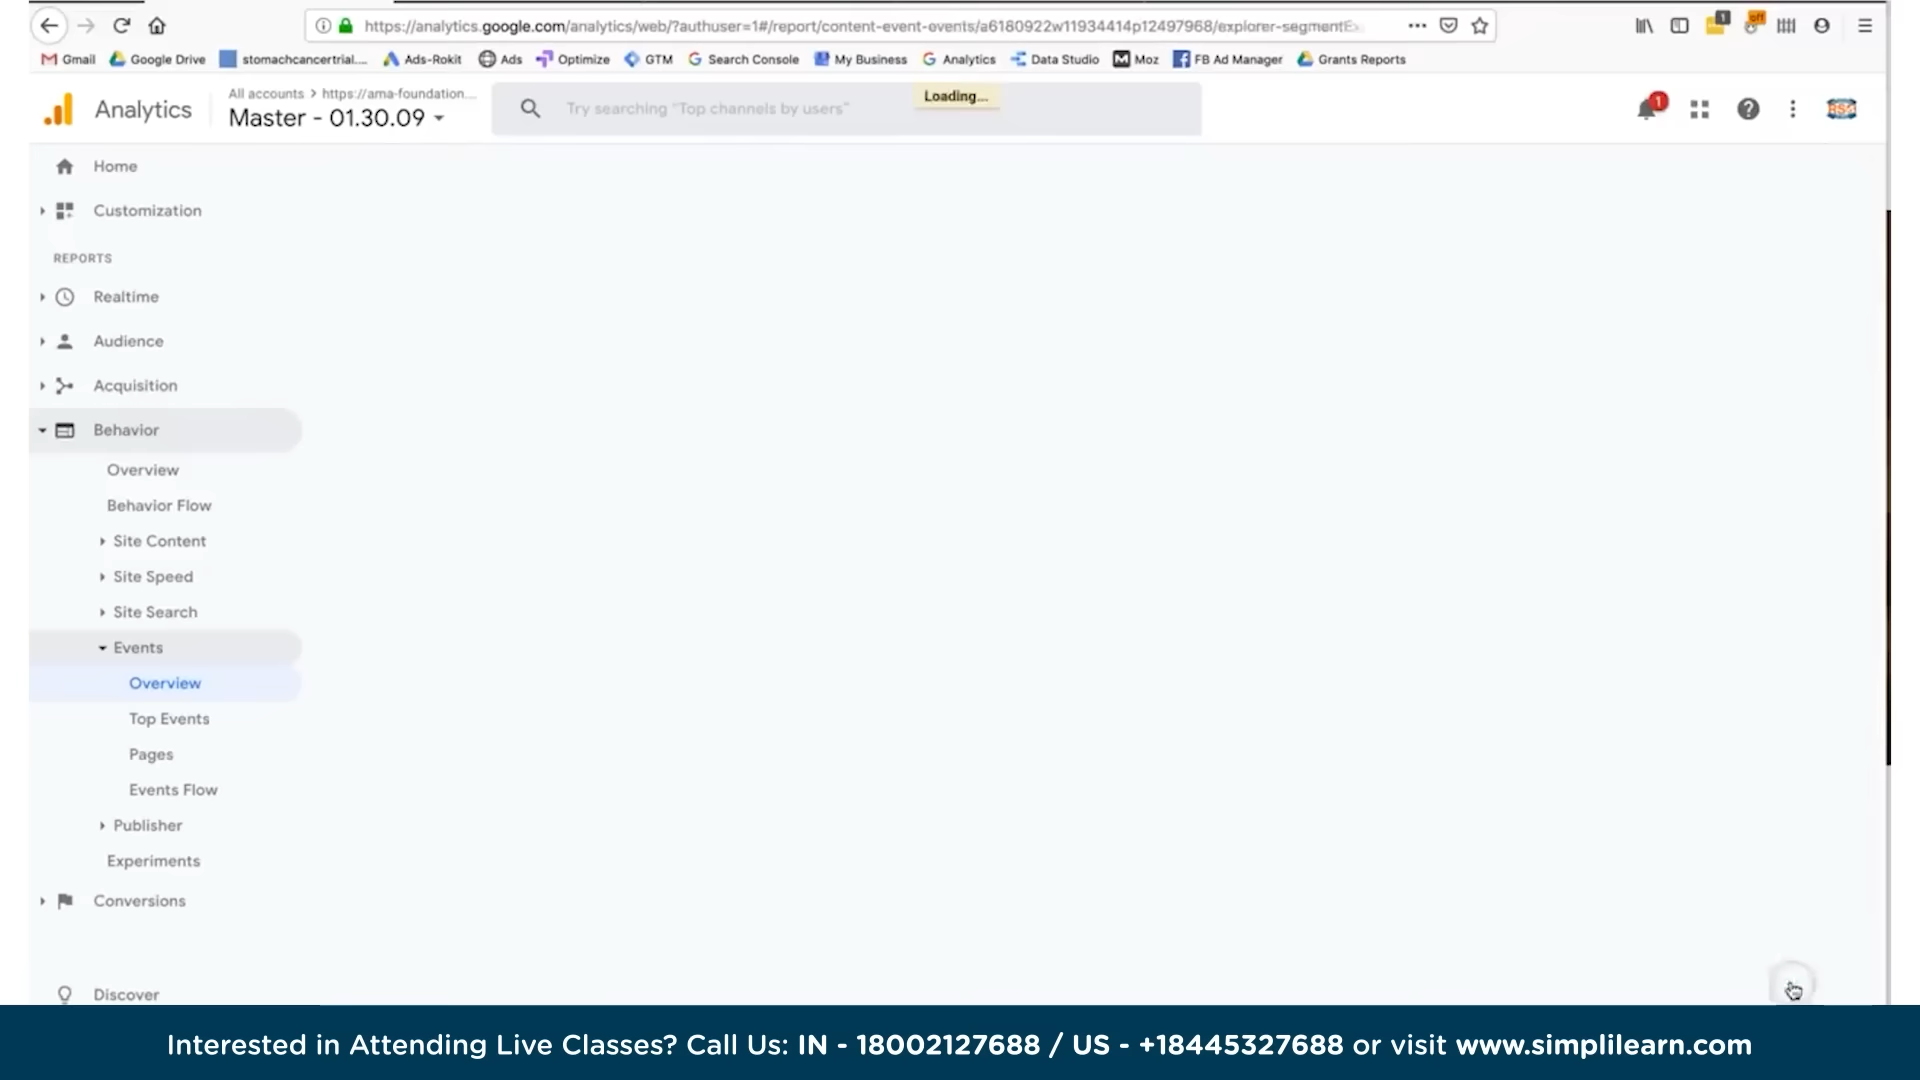 https://analytics.google.com/analytics/web/?authuser=1#/report/content-event-events/a6180922w11934414p12497968/explorer-segmentEx
1
off
Gmail Google Drive stomachcancertrial.... Ads-Rokit Ads Optimize GTM Search Console My Business Analytics Data Studio Moz FB Ad Manager Grants Reports
Analytics
All accounts > https://ama-foundation...
Master - 01.30.09
Try searching "Top channels by users"
Loading...
1
Home
Customization
REPORTS
Realtime
Audience
Acquisition
Behavior
Overview
Behavior Flow
Site Content
Site Speed
Site Search
Events
Overview
Top Events
Pages
Events Flow
Publisher
Experiments
Conversions
Discover
Interested in Attending Live Classes? Call Us: IN - 18002127688 / US - +18445327688 or visit www.simplilearn.com